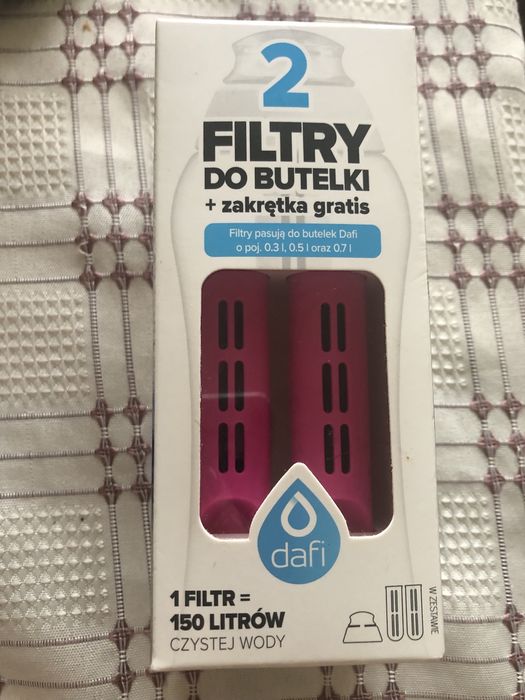 2
FILTRY
DO BUTELKI
+ zakrętka gratis
Filtry pasują do butelek Dafi
o poj. 0.3 l, 0.5 l oraz 0.7 l
dafi
1 FILTR =
150 LITRÓW
CZYSTEJ WODY
W ZESTAWIE